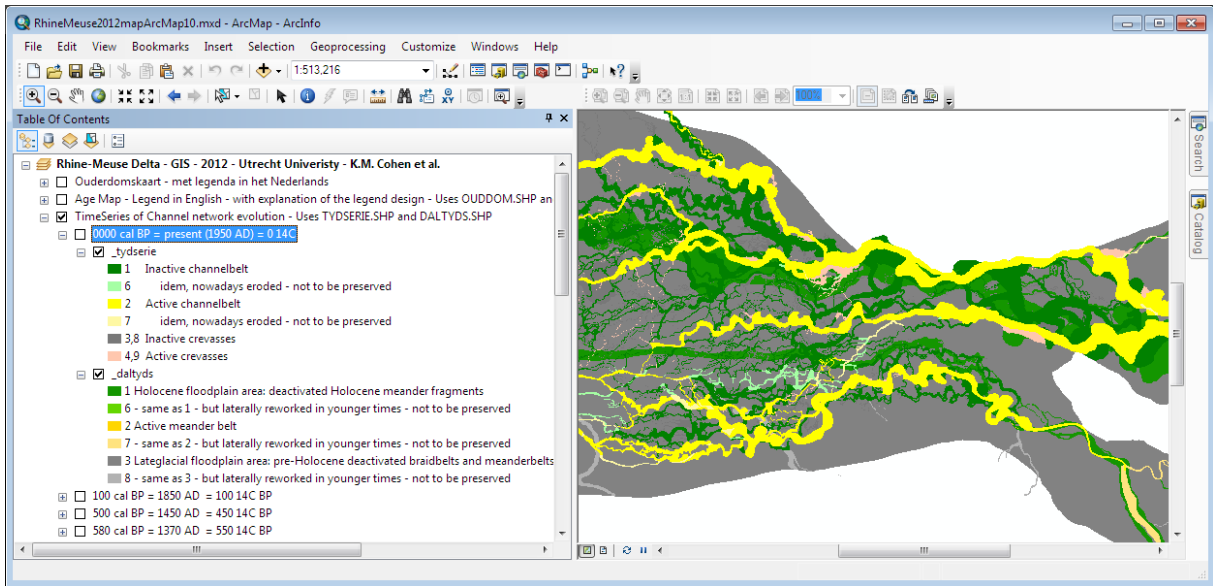 RhineMeuse2012mapArcMap10.mxd - ArcMap - ArcInfo
File Edit View Bookmarks Insert Selection Geoprocessing Customize Windows Help
1:513,216
100%
Table Of Contents
Rhine-Meuse Delta - GIS - 2012 - Utrecht Univeristy - K.M. Cohen et al.
Ouderdomskaart - met legenda in het Nederlands
Age Map - Legend in English - with explanation of the legend design - Uses OUDDOM.SHP an
TimeSeries of Channel network evolution - Uses TYDSERIE.SHP and DALTYDS.SHP
0000 cal BP = present (1950 AD) = 0 14C
_tydserie
1 Inactive channelbelt
6 idem, nowadays eroded - not to be preserved
2 Active channelbelt
7 idem, nowadays eroded - not to be preserved
3,8 Inactive crevasses
4,9 Active crevasses
_daltyds
1 Holocene floodplain area: deactivated Holocene meander fragments
6 - same as 1 - but laterally reworked in younger times - not to be preserved
2 Active meander belt
7 - same as 2 - but laterally reworked in younger times - not to be preserved
3 Lateglacial floodplain area: pre-Holocene deactivated braidbelts and meanderbelts
8 - same as 3 - but laterally reworked in younger times - not to be preserved
100 cal BP = 1850 AD = 100 14C BP
500 cal BP = 1450 AD = 450 14C BP
580 cal BP = 1370 AD = 550 14C BP
Search
Catalog